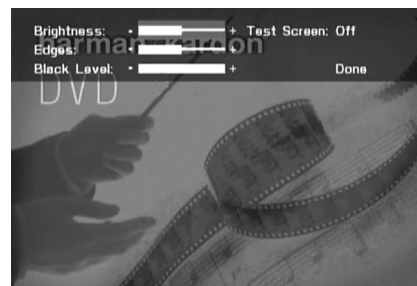 Brightness: - + Test Screen: Off
harman/kardon
Edges: - +
Black Level: - + Done
DVD